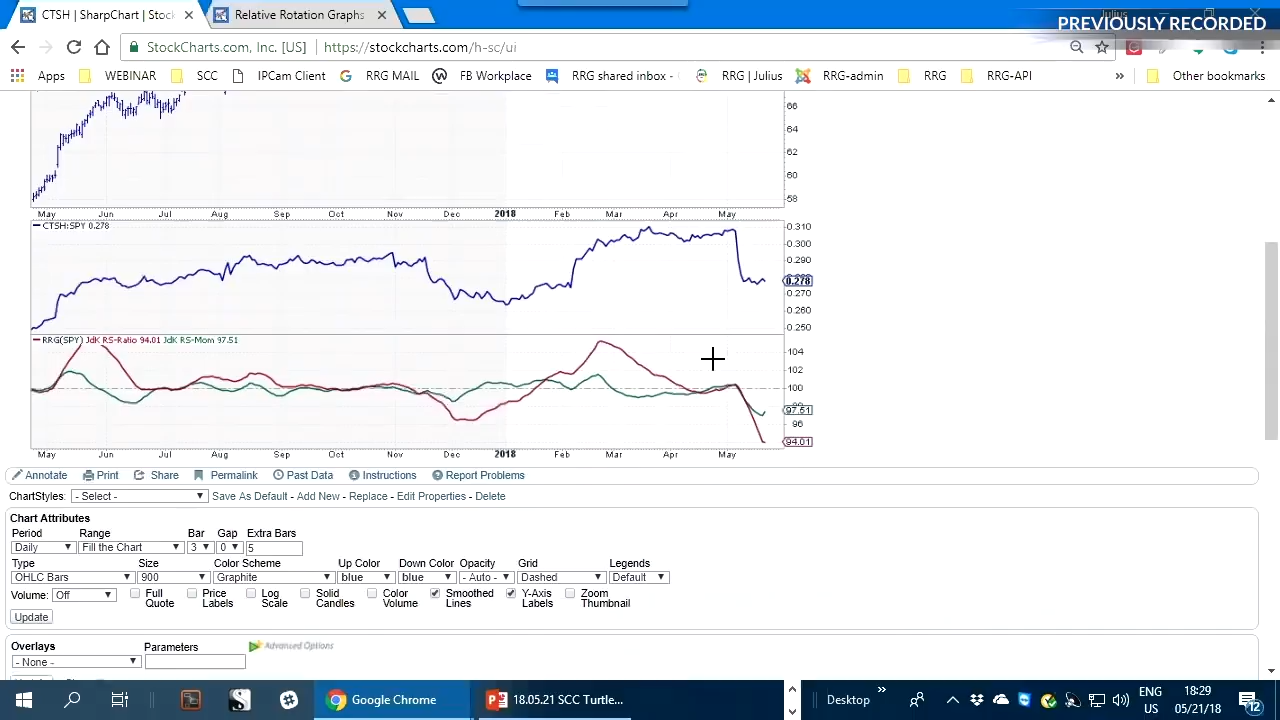 CTSH | SharpChart | Stoc
Relative Rotation Graphs
PREVIOUSLY RECORDED
StockCharts.com, Inc. [US] | https://stockcharts.com/h-sc/ui
Apps WEBINAR SCC IPCam Client RRG MAIL FB Workplace RRG shared inbox - RRG | Julius RRG-admin RRG RRG-API » Other bookmarks
66
64
62
60
58
May Jun Jul Aug Sep Oct Nov Dec 2018 Feb Mar Apr May
CTSH:SPY 0.278
0.310
0.300
0.290
0.278
0.270
0.260
0.250
RRG(SPY) JdK RS-Ratio 94.01 JdK RS-Mom 97.51
104
102
100
97.51
96
94.01
May Jun Jul Aug Sep Oct Nov Dec 2018 Feb Mar Apr May
Annotate Print Share Permalink Past Data Instructions Report Problems
ChartStyles: - Select - Save As Default - Add New - Replace - Edit Properties - Delete
Chart Attributes
Period Range Bar Gap Extra Bars
Daily Fill the Chart 3 0 5
Type Size Color Scheme Up Color Down Color Opacity Grid Legends
OHLC Bars 900 Graphite blue blue - Auto - Dashed Default
Volume: Off Full Quote Price Labels Log Scale Solid Candles Color Volume Smoothed Lines Y-Axis Labels Zoom Thumbnail
Update
Overlays Parameters Advanced Options
- None -
Google Chrome 18.05.21 SCC Turtle... Desktop » ENG US 18:29 05/21/18 12